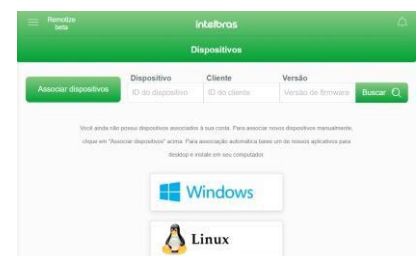 Remotize
beta
intelbras
Dispositivos
Associar dispositivos
Dispositivo
ID do dispositivo
Cliente
ID do cliente
Versão
Versão de firmware
Buscar
Você ainda não possui dispositivos associados à sua conta. Para associar novos dispositivos manualmente,
clique em "Associar dispositivos" acima. Para associação automática baixe um de nossos aplicativos para
desktop e instale em seu computador.
Windows
Linux